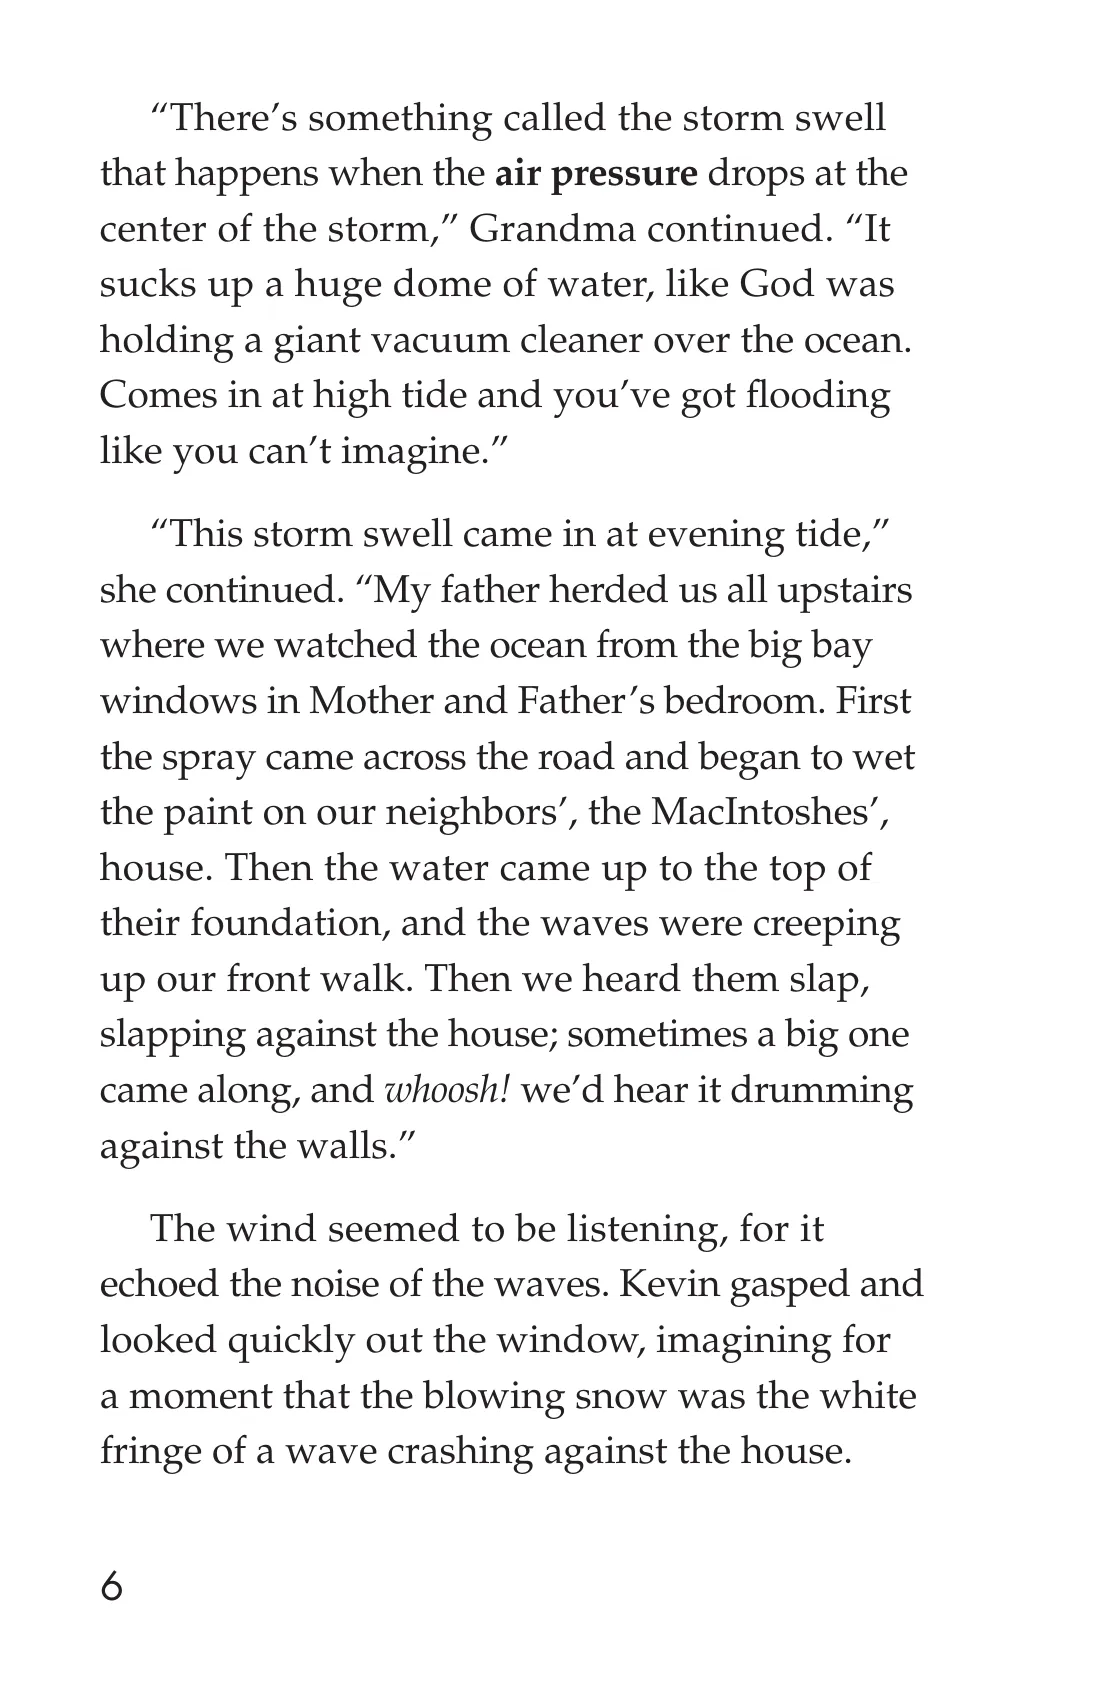 “There’s something called the storm swell
that happens when the air pressure drops at the
center of the storm,” Grandma continued. “It
sucks up a huge dome of water, like God was
holding a giant vacuum cleaner over the ocean.
Comes in at high tide and you’ve got flooding
like you can’t imagine.”
“This storm swell came in at evening tide,”
she continued. “My father herded us all upstairs
where we watched the ocean from the big bay
windows in Mother and Father’s bedroom. First
the spray came across the road and began to wet
the paint on our neighbors’, the MacIntoshes’,
house. Then the water came up to the top of
their foundation, and the waves were creeping
up our front walk. Then we heard them slap,
slapping against the house; sometimes a big one
came along, and whoosh! we’d hear it drumming
against the walls.”
The wind seemed to be listening, for it
echoed the noise of the waves. Kevin gasped and
looked quickly out the window, imagining for
a moment that the blowing snow was the white
fringe of a wave crashing against the house.
6